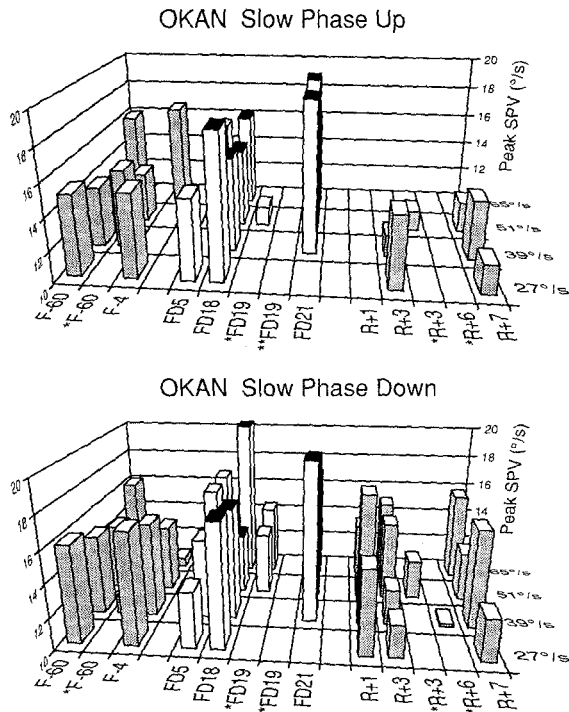 OKAN Slow Phase Up
20
18
16
14
12
10
20
18
16
14
12
Peak SPV (°/s)
65°/s
51°/s
39°/s
27°/s
F-60
*F-60
F-4
FD5
FD18
*FD19
**FD19
FD21
R+1
R+3
*R+3
*R+6
R+7
OKAN Slow Phase Down
20
18
16
14
12
10
20
18
16
14
Peak SPV (°/s)
65°/s
51°/s
39°/s
27°/s
F-60
*F-60
F-4
FD5
FD18
*FD19
*FD19
FD21
R+1
R+3
*R+3
*R+6
R+7